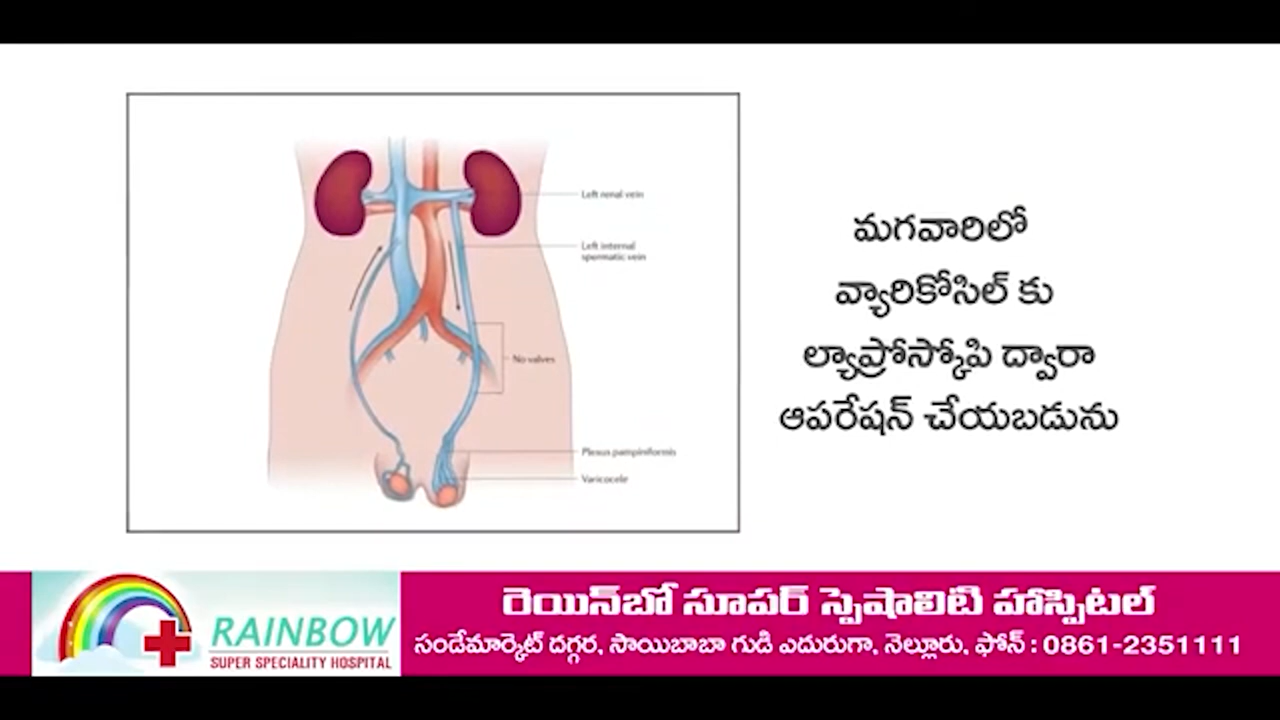 Left renal vein
Left internal
spermatic vein
No valves
Plexus pampiniformis
Varicocele
మగవారిలో
వ్యారికోసిల్ కు
ల్యాప్రోస్కోపి ద్వారా
ఆపరేషన్ చేయబడును
RAINBOW
SUPER SPECIALITY HOSPITAL
రెయిన్‌బో సూపర్ స్పెషాలిటి హాస్పిటల్
సండేమార్కెట్ దగ్గర, సాయిబాబా గుడి ఎదురుగా, నెల్లూరు, ఫోన్ : 0861-2351111